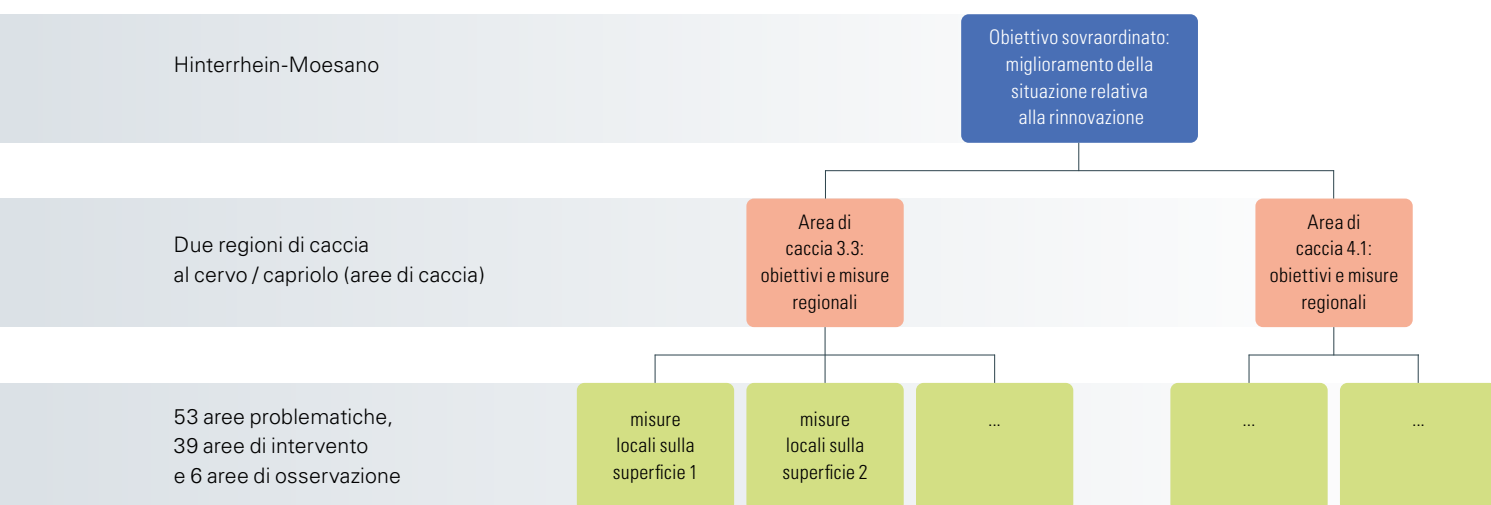 Hinterrhein-Moesano
Obiettivo sovraordinato:
miglioramento della
situazione relativa
alla rinnovazione
Due regioni di caccia
al cervo / capriolo (aree di caccia)
Area di
caccia 3.3:
obiettivi e misure
regionali
Area di
caccia 4.1:
obiettivi e misure
regionali
53 aree problematiche,
39 aree di intervento
e 6 aree di osservazione
misure
locali sulla
superficie 1
misure
locali sulla
superficie 2
...
...
...